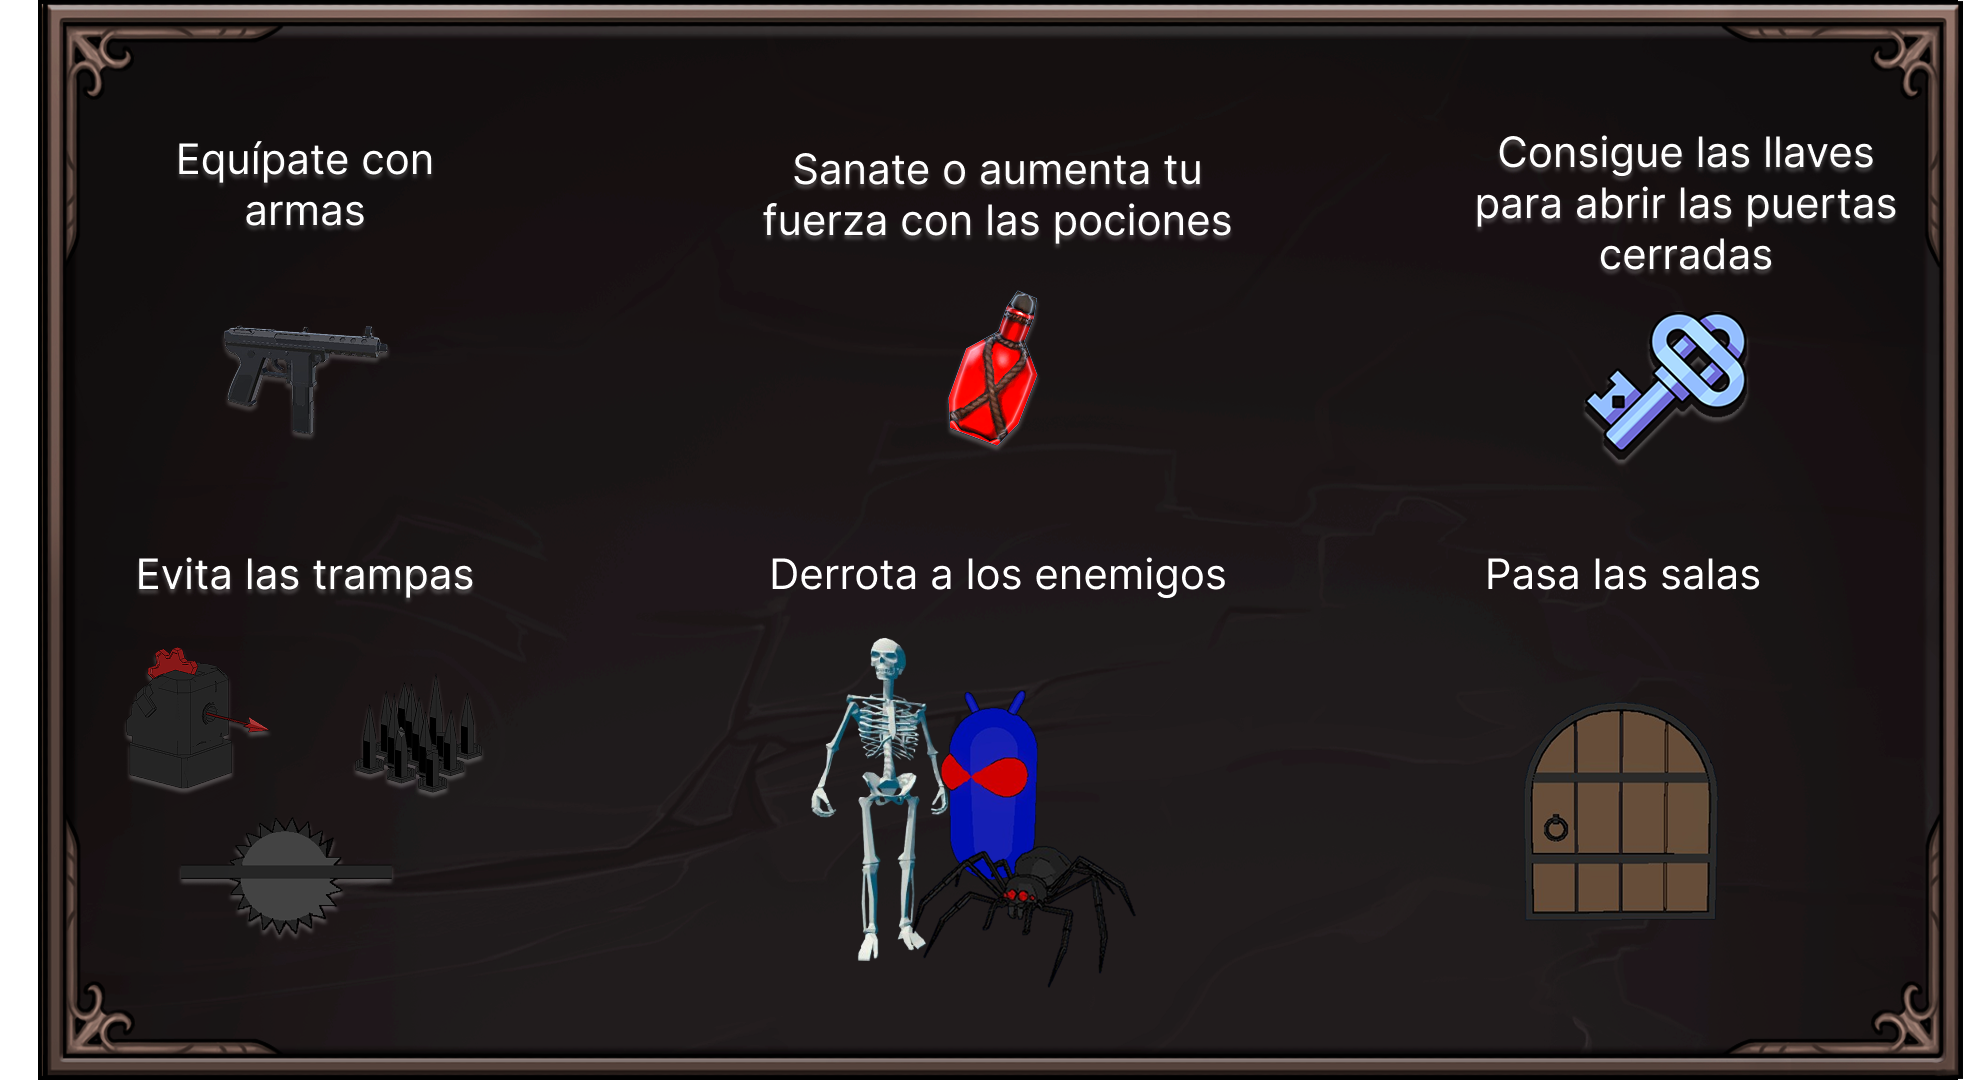 Equípate con
armas
Sanate o aumenta tu
fuerza con las pociones
Consigue las llaves
para abrir las puertas
cerradas
Evita las trampas
Derrota a los enemigos
Pasa las salas